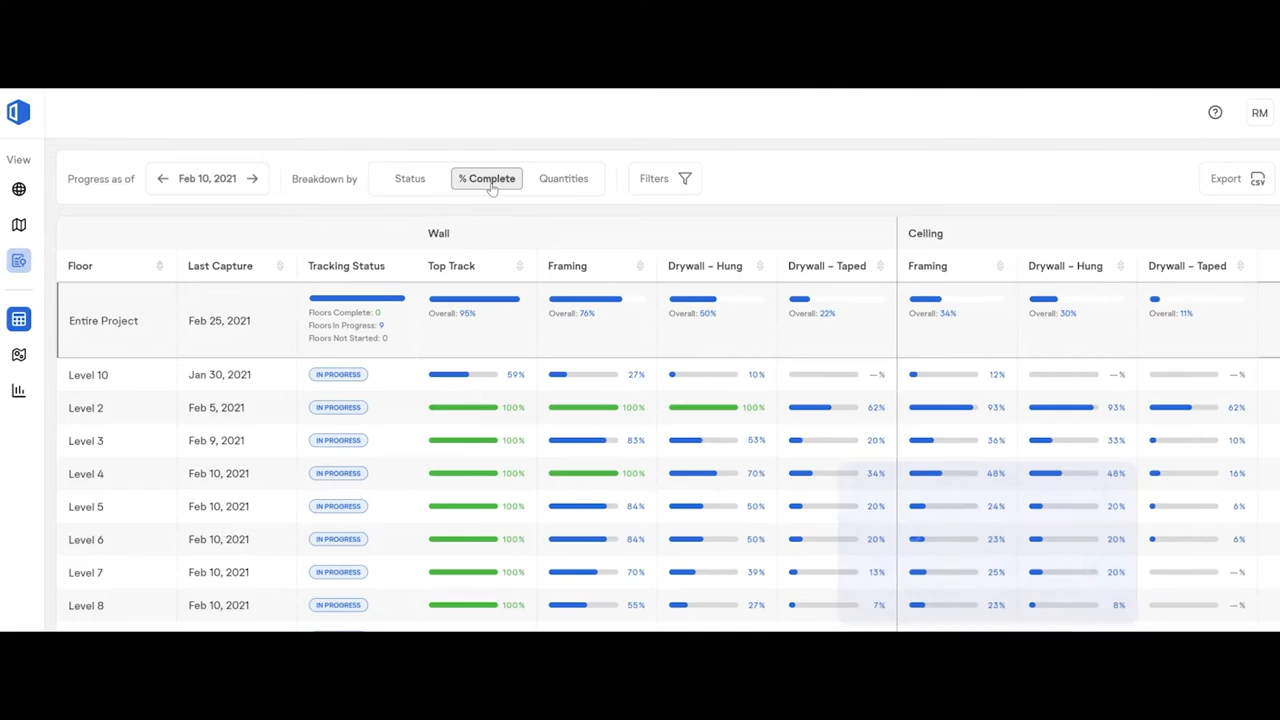 RM
View
Progress as of Feb 10, 2021 Breakdown by Status % Complete Quantities Filters Export CSV
Wall Ceiling
Floor Last Capture Tracking Status Top Track Framing Drywall – Hung Drywall – Taped Framing Drywall – Hung Drywall – Taped
Entire Project Feb 25, 2021
Floors Complete: 0
Floors In Progress: 9
Floors Not Started: 0
Overall: 95% Overall: 76% Overall: 50% Overall: 22% Overall: 34% Overall: 30% Overall: 11%
Level 10 Jan 30, 2021 IN PROGRESS 59% 27% 10% —% 12% —% —%
Level 2 Feb 5, 2021 IN PROGRESS 100% 100% 100% 62% 93% 93% 62%
Level 3 Feb 9, 2021 IN PROGRESS 100% 83% 53% 20% 36% 33% 10%
Level 4 Feb 10, 2021 IN PROGRESS 100% 100% 70% 34% 48% 48% 16%
Level 5 Feb 10, 2021 IN PROGRESS 100% 84% 50% 20% 24% 20% 6%
Level 6 Feb 10, 2021 IN PROGRESS 100% 84% 50% 20% 23% 20% 6%
Level 7 Feb 10, 2021 IN PROGRESS 100% 70% 39% 13% 25% 20% —%
Level 8 Feb 10, 2021 IN PROGRESS 100% 55% 27% 7% 23% 8% —%